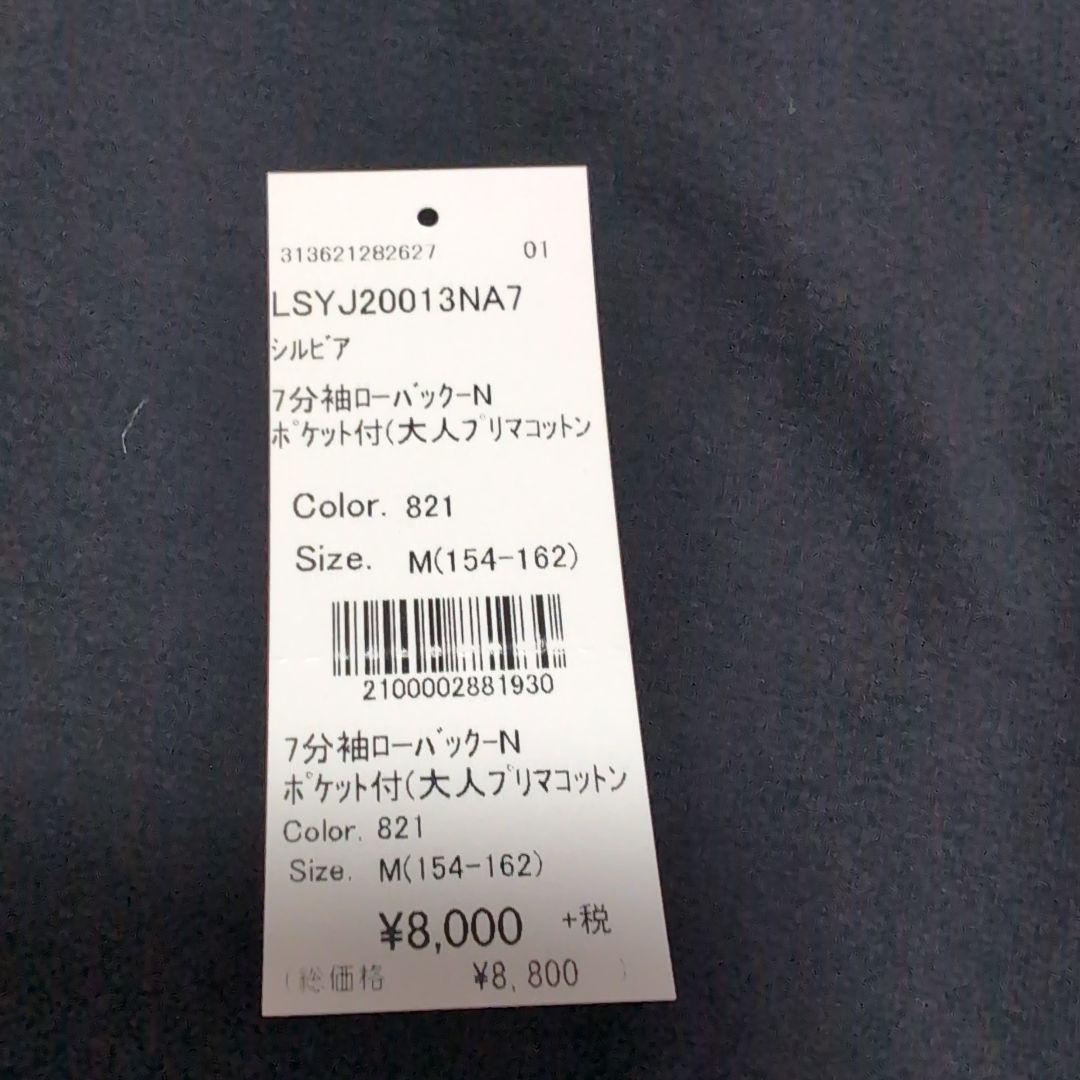 313621282627 01
LSYJ20013NA7
シルビア
7分袖ローバックーN
ポケット付(大人プリマコットン
Color. 821
Size. M(154-162)
2100002881930
7分袖ローバックーN
ポケット付(大人プリマコットン
Color. 821
Size. M(154-162)
¥8,000 +税
(総価格 ¥8,800 )